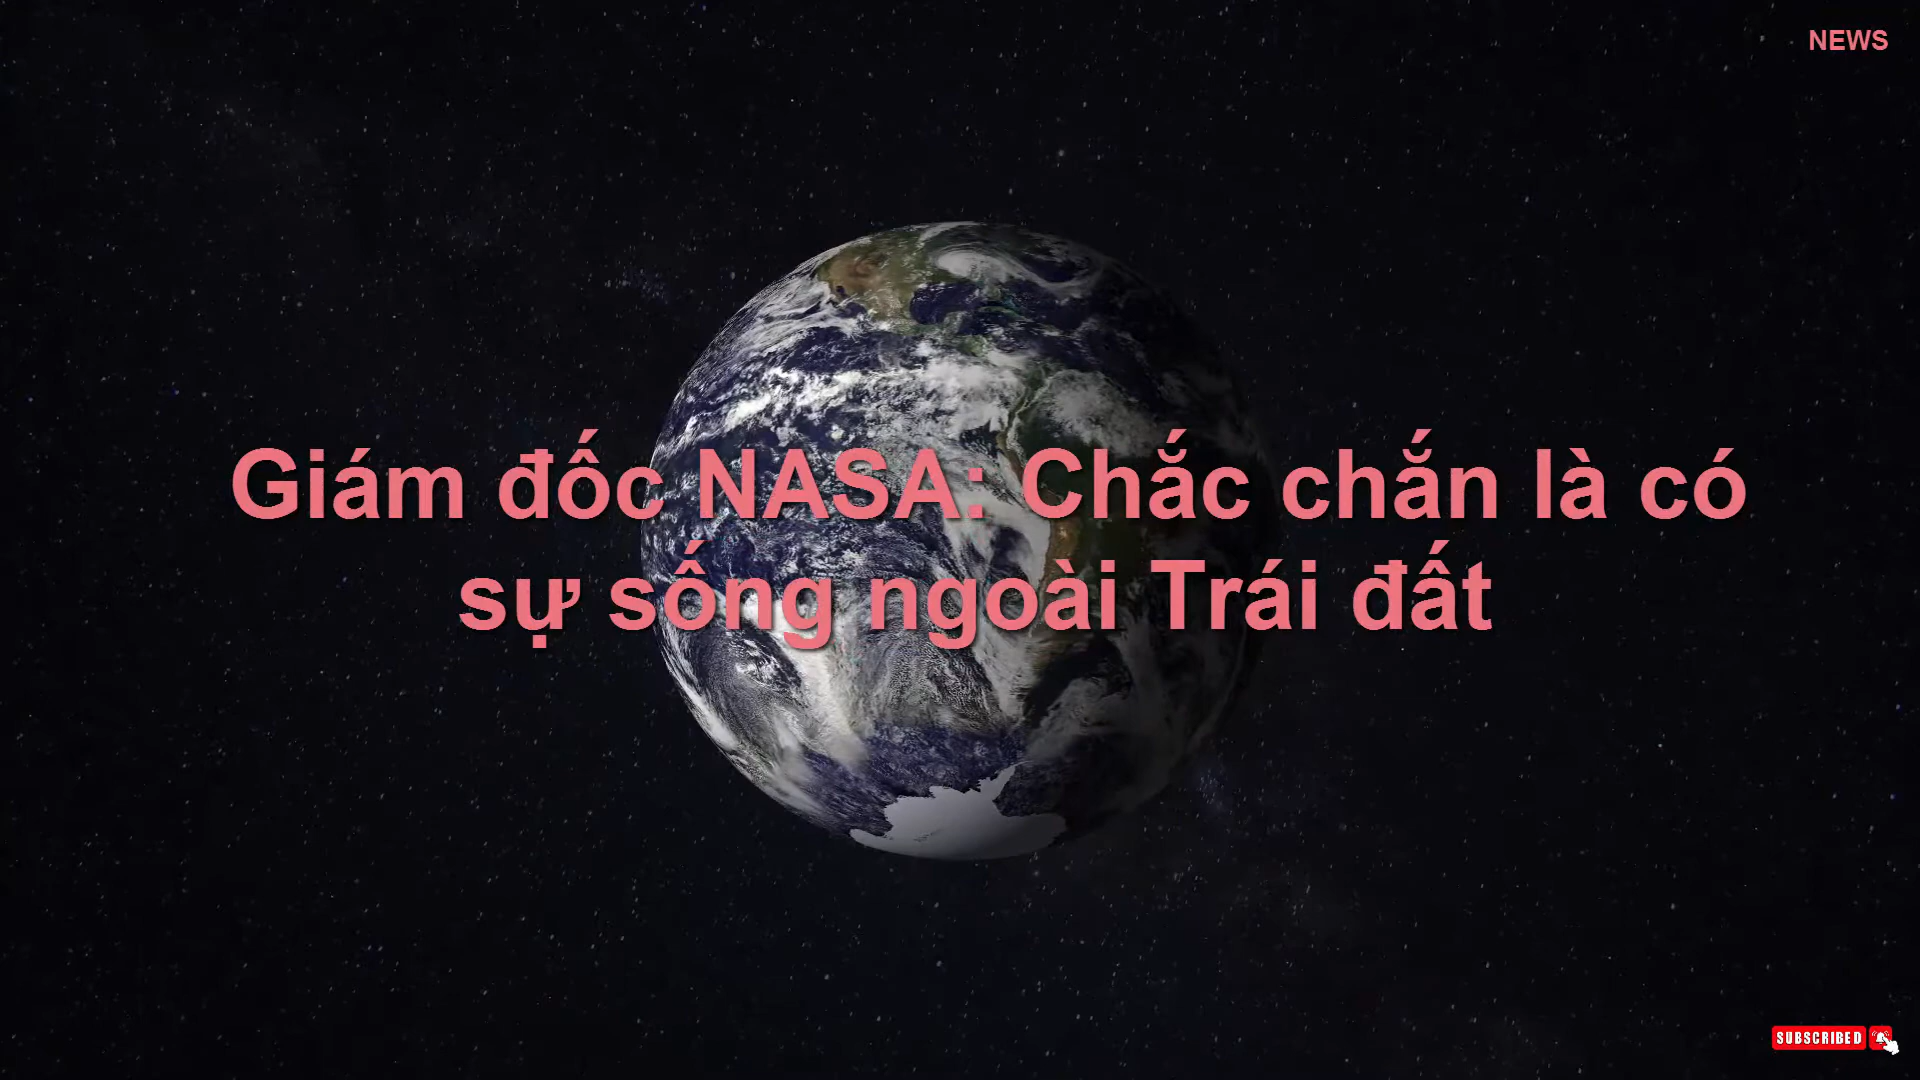 NEWS
Giám đốc NASA: Chắc chắn là có
sự sống ngoài Trái đất
SUBSCRIBED